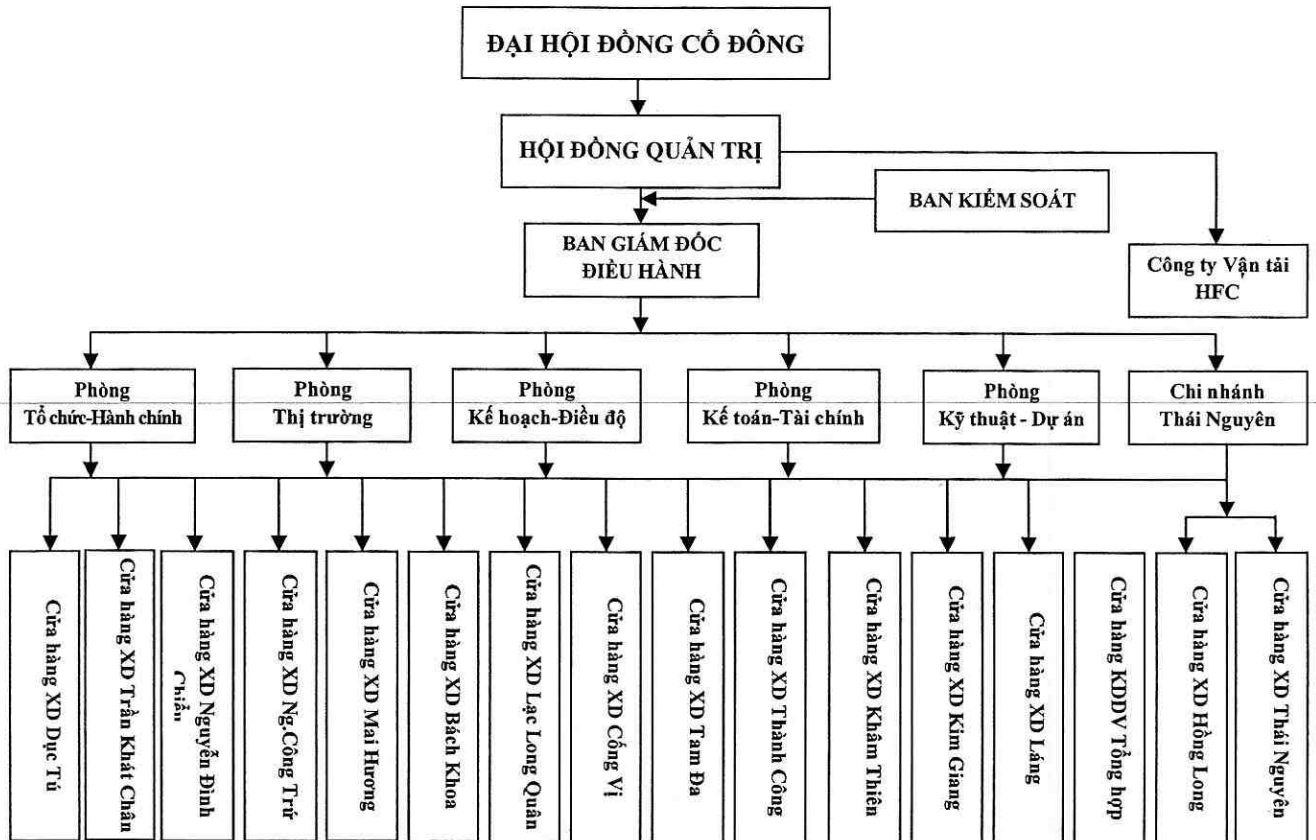 ĐẠI HỘI ĐỒNG CỔ ĐÔNG
HỘI ĐỒNG QUẢN TRỊ
BAN KIỂM SOÁT
BAN GIÁM ĐỐC
ĐIỀU HÀNH
Công ty Vận tải
HFC
Phòng
Tổ chức-Hành chính
Phòng
Thị trường
Phòng
Kế hoạch-Điều độ
Phòng
Kế toán-Tài chính
Phòng
Kỹ thuật - Dự án
Chi nhánh
Thái Nguyên
Cửa hàng XD Dục Tú
Cửa hàng XD Trần Khát Chân
Cửa hàng XD Nguyễn Đình
Chiểu
Cửa hàng XD Ng.Công Trứ
Cửa hàng XD Mai Hương
Cửa hàng XD Bách Khoa
Cửa hàng XD Lạc Long Quân
Cửa hàng XD Cống Vị
Cửa hàng XD Tam Đa
Cửa hàng XD Thành Công
Cửa hàng XD Khâm Thiên
Cửa hàng XD Kim Giang
Cửa hàng XD Láng
Cửa hàng KDDV Tổng hợp
Cửa hàng XD Hồng Long
Cửa hàng XD Thái Nguyên